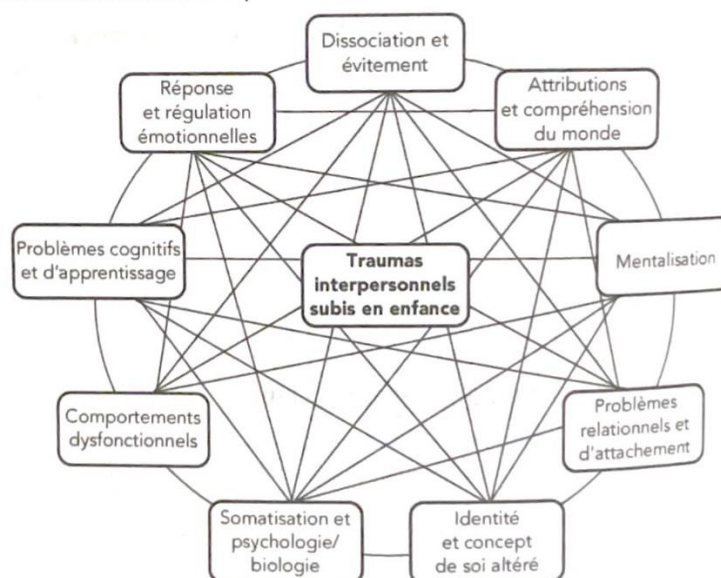 Dissociation et
évitement
Réponse
et régulation
émotionnelles
Attributions
et compréhension
du monde
Problèmes cognitifs
et d'apprentissage
Traumas
interpersonnels
subis en enfance
Mentalisation
Comportements
dysfonctionnels
Problèmes
relationnels et
d'attachement
Somatisation et
psychologie/
biologie
Identité
et concept
de soi altéré